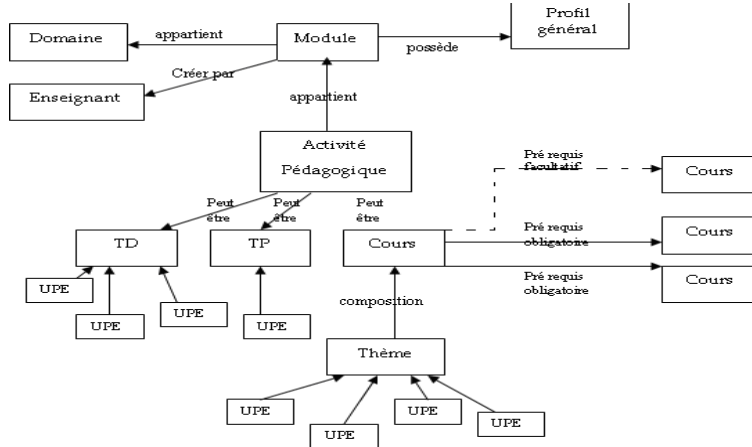 Profil
général
Domaine
appartient
Module
possède
Créer par
Enseignant
appartient
Activité
Pédagogique
Pré requis
facultatif
Cours
Peut
être
Peut
être
Peut
être
TD
TP
Cours
Pré requis
obligatoire
Cours
Pré requis
obligatoire
Cours
UPE
UPE
UPE
UPE
composition
Thème
UPE
UPE
UPE
UPE